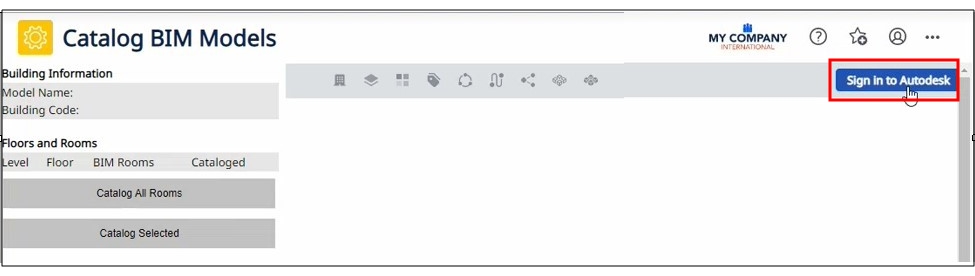 Catalog BIM Models
MY COMPANY
INTERNATIONAL
Building Information
Model Name:
Building Code:
Sign in to Autodesk
Floors and Rooms
Level Floor BIM Rooms Cataloged
Catalog All Rooms
Catalog Selected